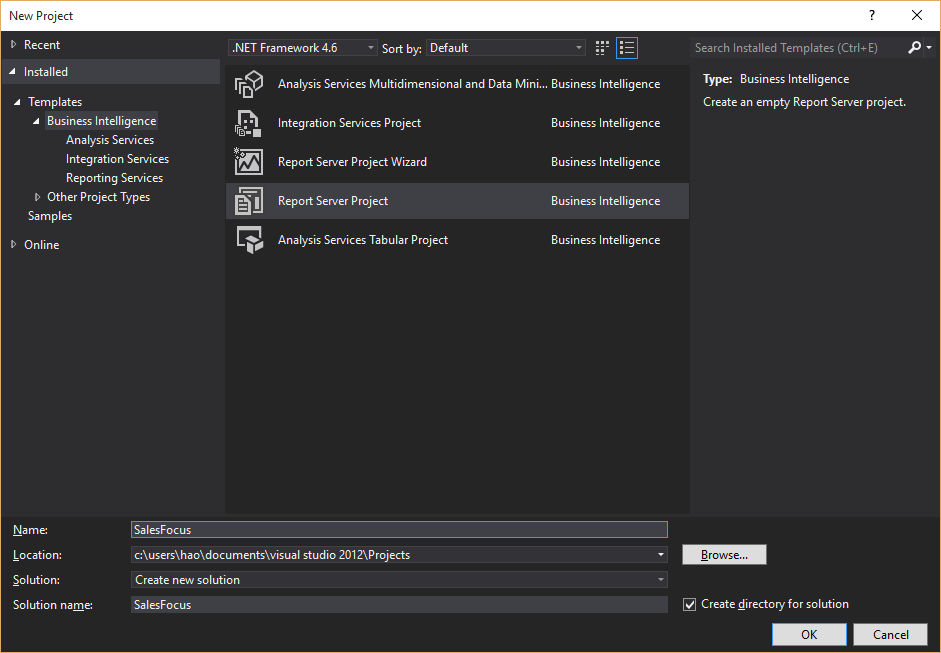 New Project
?
Recent
Installed
Templates
Business Intelligence
Analysis Services
Integration Services
Reporting Services
Other Project Types
Samples
Online
.NET Framework 4.6
Sort by:
Default
Analysis Services Multidimensional and Data Mini... Business Intelligence
Integration Services Project Business Intelligence
Report Server Project Wizard Business Intelligence
Report Server Project Business Intelligence
Analysis Services Tabular Project Business Intelligence
Search Installed Templates (Ctrl+E)
Type: Business Intelligence
Create an empty Report Server project.
Name: SalesFocus
Location: c:\users\hao\documents\visual studio 2012\Projects
Browse...
Solution: Create new solution
Solution name: SalesFocus
Create directory for solution
OK
Cancel